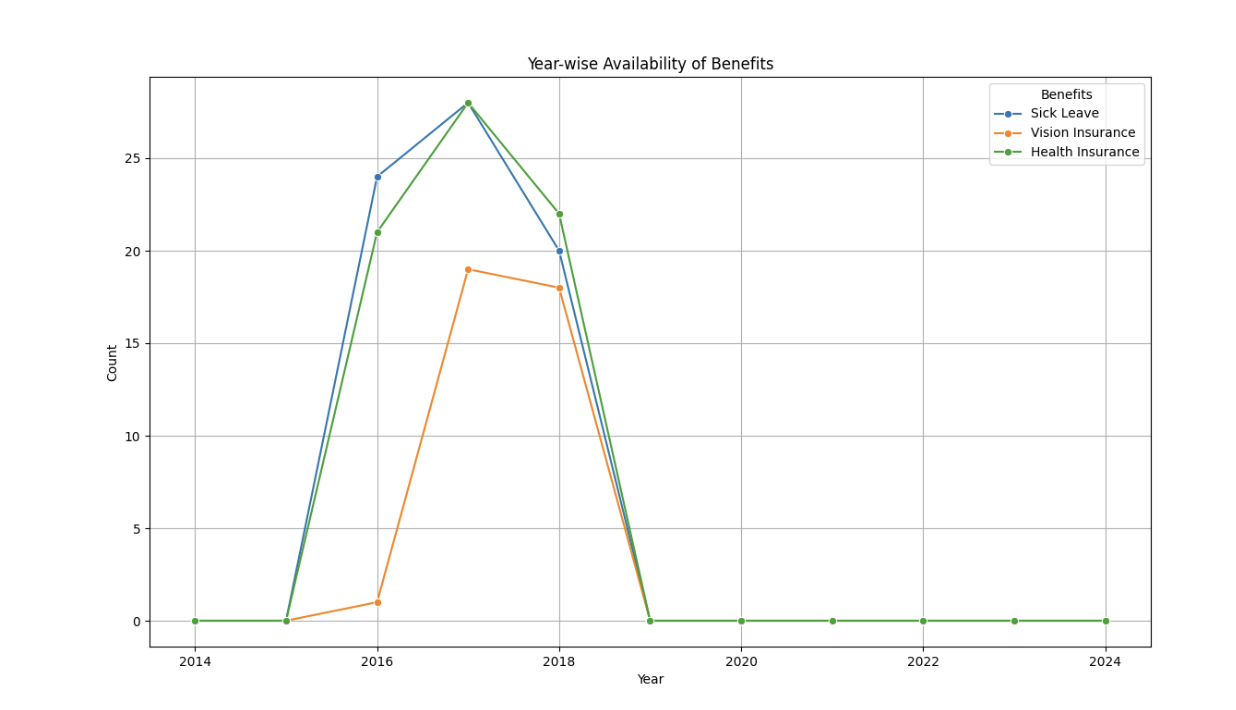 Year-wise Availability of Benefits
Benefits
Sick Leave
Vision Insurance
Health Insurance
Count
25
20
15
10
5
0
2014 2016 2018 2020 2022 2024
Year